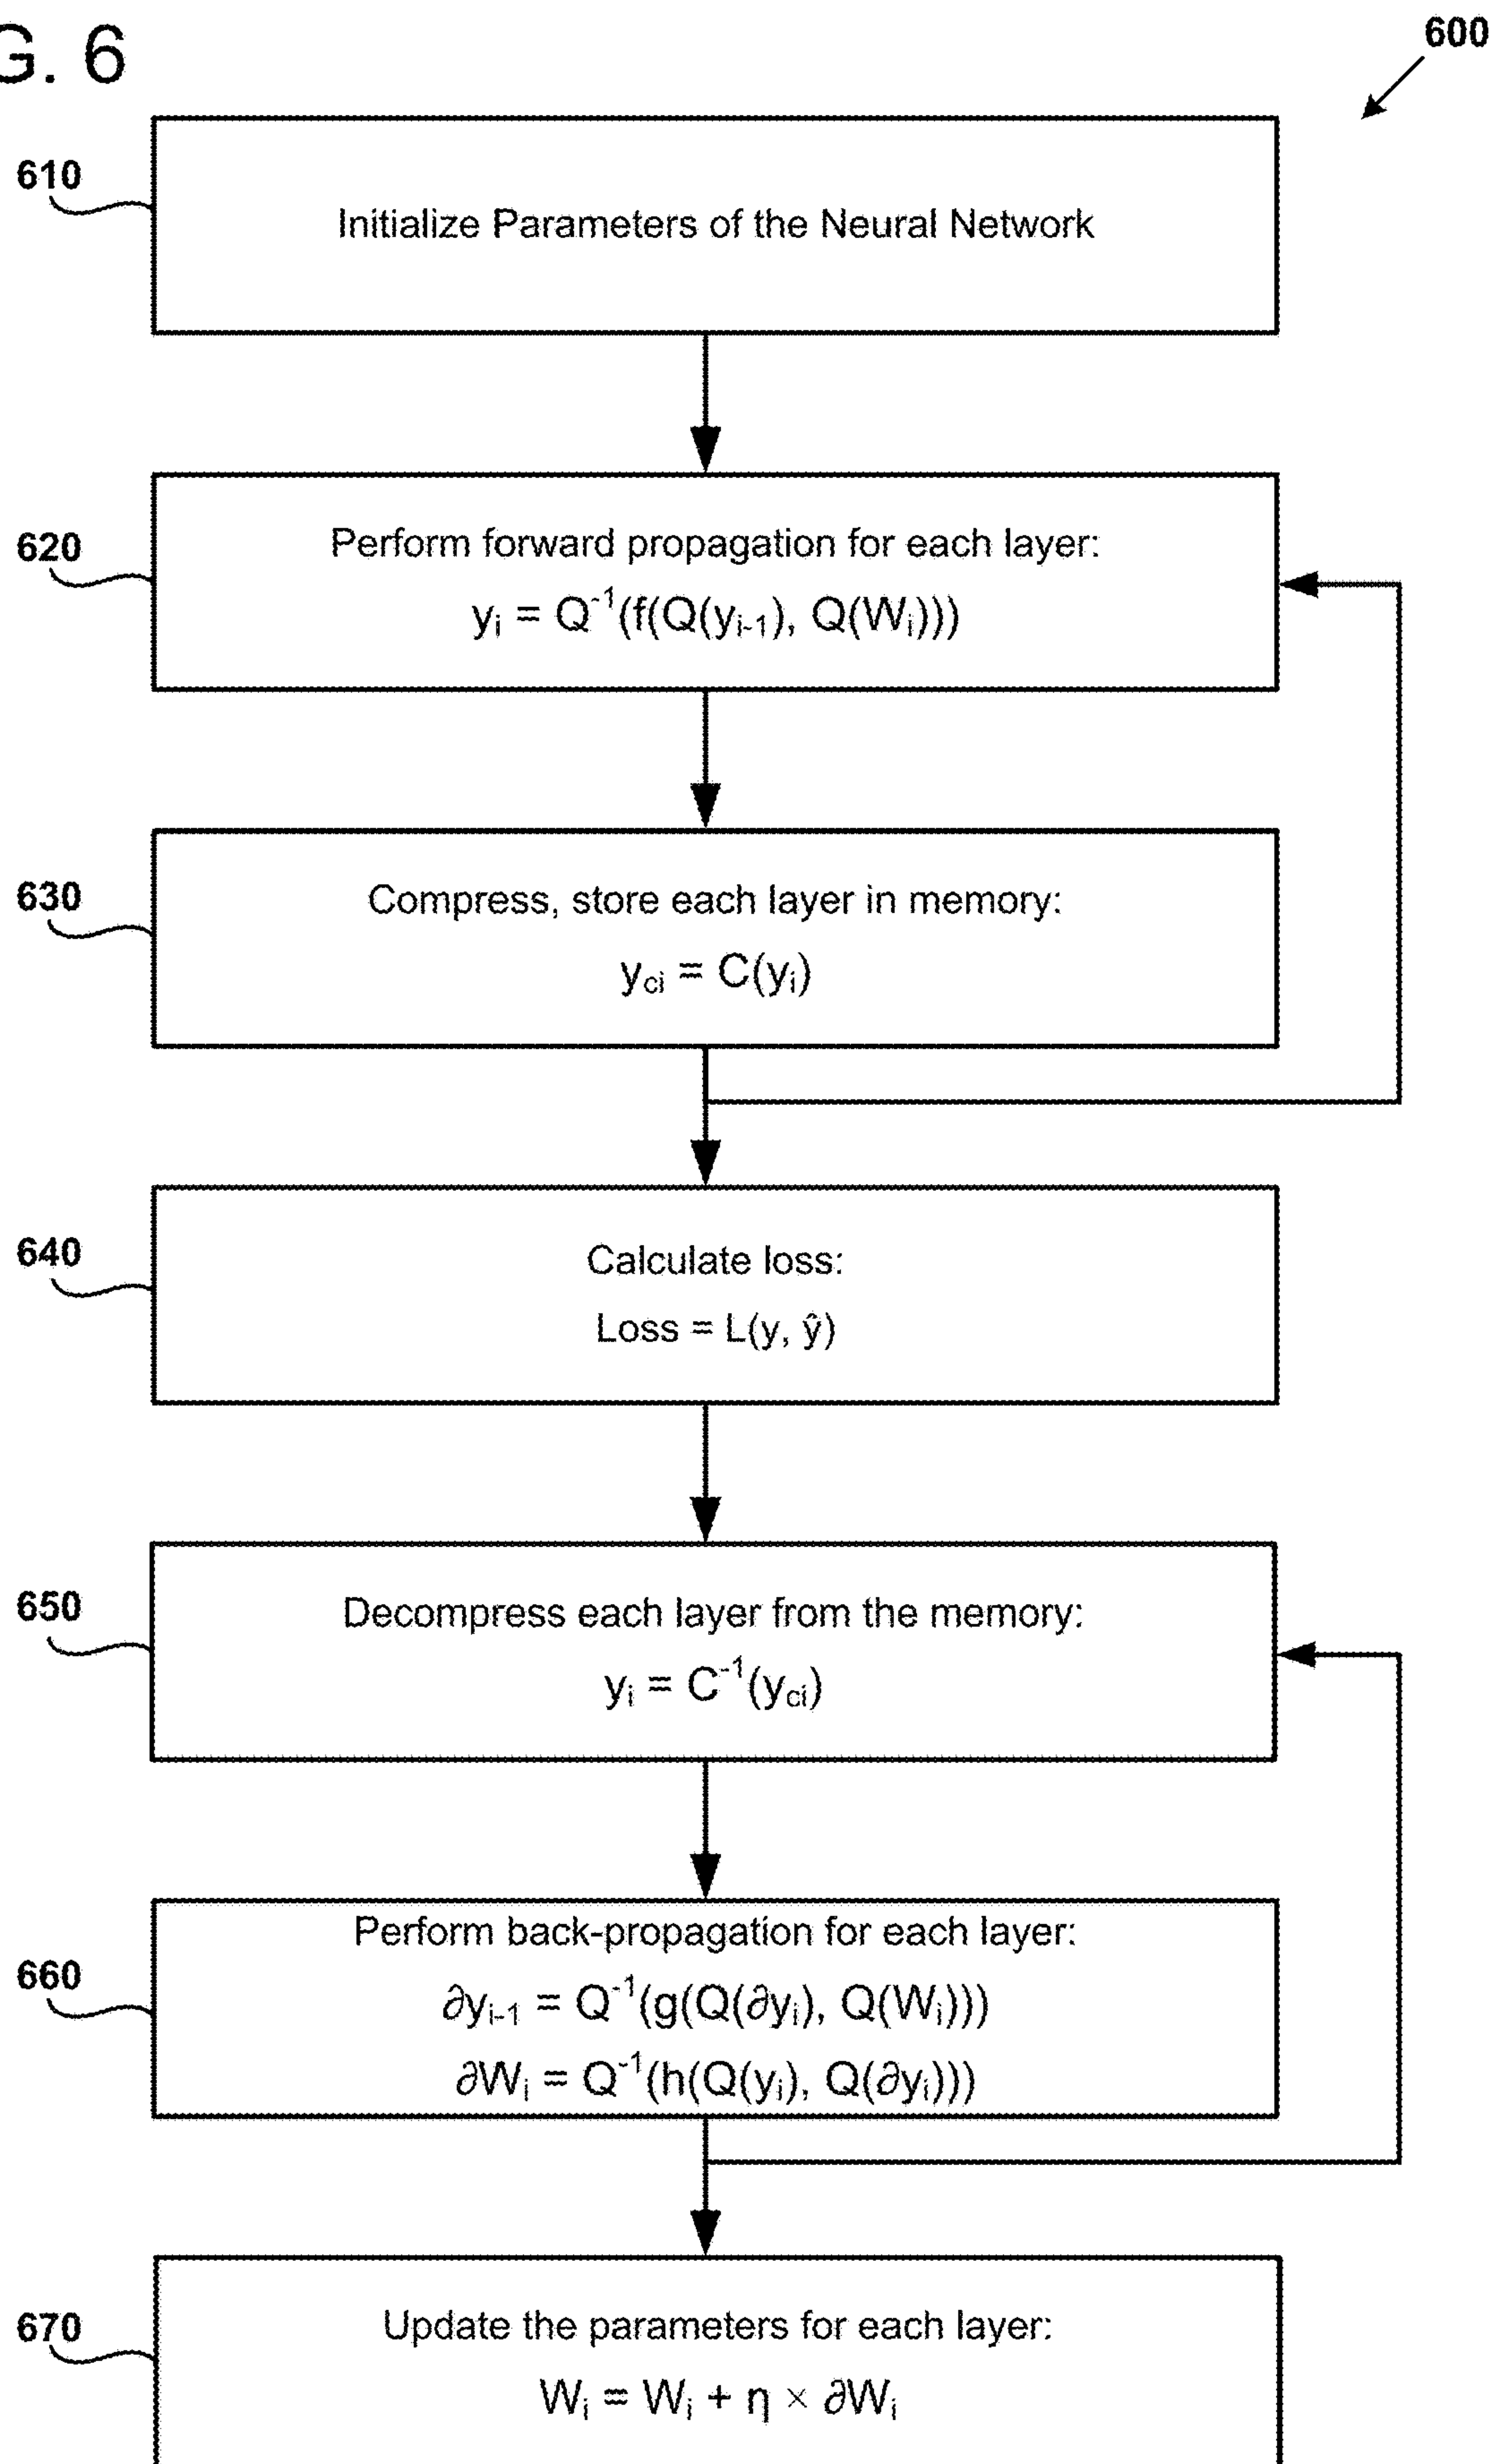 G. 6
600
610
Initialize Parameters of the Neural Network
620
Perform forward propagation for each layer:
yᵢ = Q⁻¹(f(Q(yᵢ₋₁), Q(Wᵢ)))
630
Compress, store each layer in memory:
y_ci = C(yᵢ)
640
Calculate loss:
Loss = L(y, ŷ)
650
Decompress each layer from the memory:
yᵢ = C⁻¹(y_ci)
660
Perform back-propagation for each layer:
∂yᵢ₋₁ = Q⁻¹(g(Q(∂yᵢ), Q(Wᵢ)))
∂Wᵢ = Q⁻¹(h(Q(yᵢ), Q(∂yᵢ)))
670
Update the parameters for each layer:
Wᵢ = Wᵢ + η × ∂Wᵢ